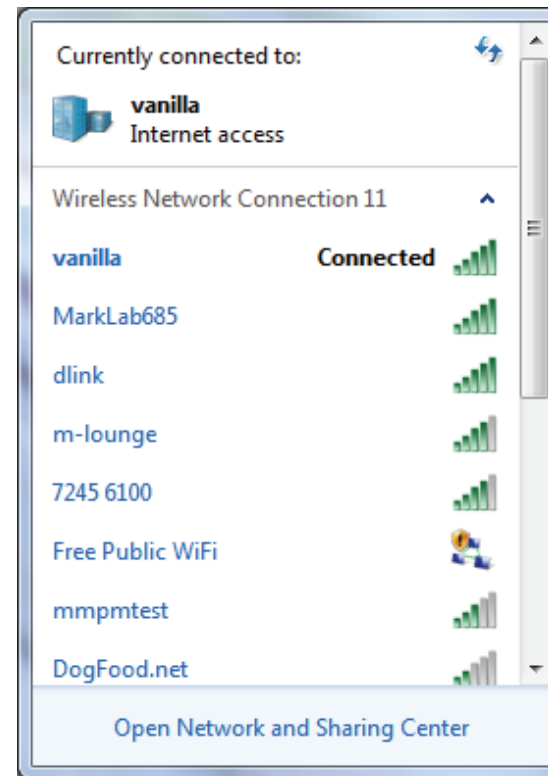 Currently connected to:
vanilla
Internet access
Wireless Network Connection 11
vanilla Connected
MarkLab685
dlink
m-lounge
7245 6100
Free Public WiFi
mmpmtest
DogFood.net
Open Network and Sharing Center